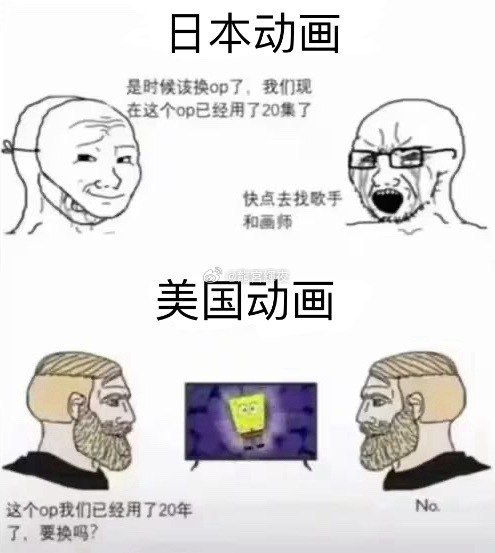 日本动画
是时候该换op了，我们现
在这个op已经用了20集了
快点去找歌手
和画师
美国动画
这个op我们已经用了20年
了，要换吗？
No.